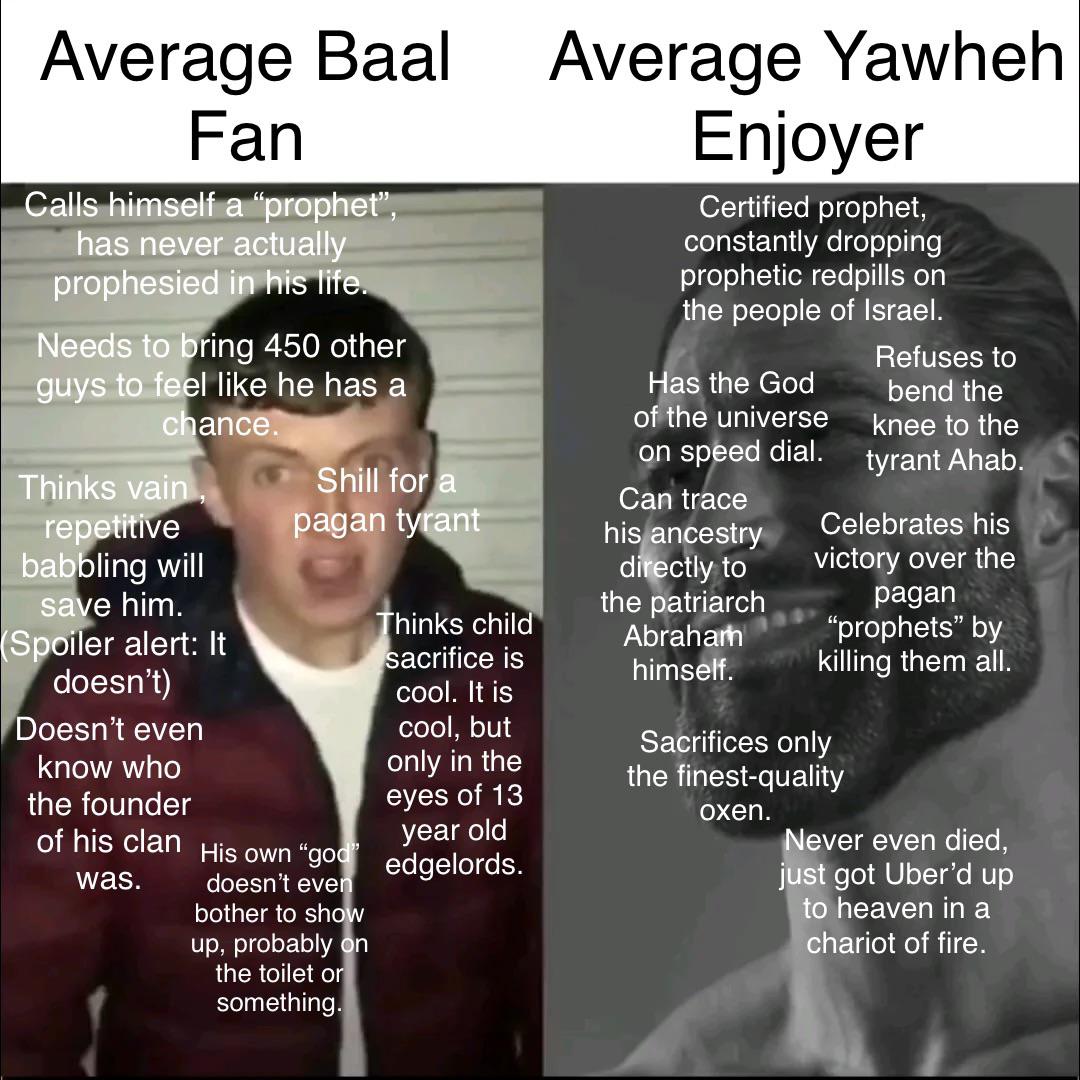 Average Baal
Fan
Average Yawheh
Enjoyer
Calls himself a “prophet”,
has never actually
prophesied in his life.
Needs to bring 450 other
guys to feel like he has a
chance.
Thinks vain ,
repetitive
babbling will
save him.
(Spoiler alert: It
doesn’t)
Shill for a
pagan tyrant
Thinks child
sacrifice is
cool. It is
cool, but
only in the
eyes of 13
year old
edgelords.
Doesn’t even
know who
the founder
of his clan
was.
His own “god”
doesn’t even
bother to show
up, probably on
the toilet or
something.
Certified prophet,
constantly dropping
prophetic redpills on
the people of Israel.
Has the God
of the universe
on speed dial.
Refuses to
bend the
knee to the
tyrant Ahab.
Can trace
his ancestry
directly to
the patriarch
Abraham
himself.
Celebrates his
victory over the
pagan
“prophets” by
killing them all.
Sacrifices only
the finest-quality
oxen.
Never even died,
just got Uber’d up
to heaven in a
chariot of fire.